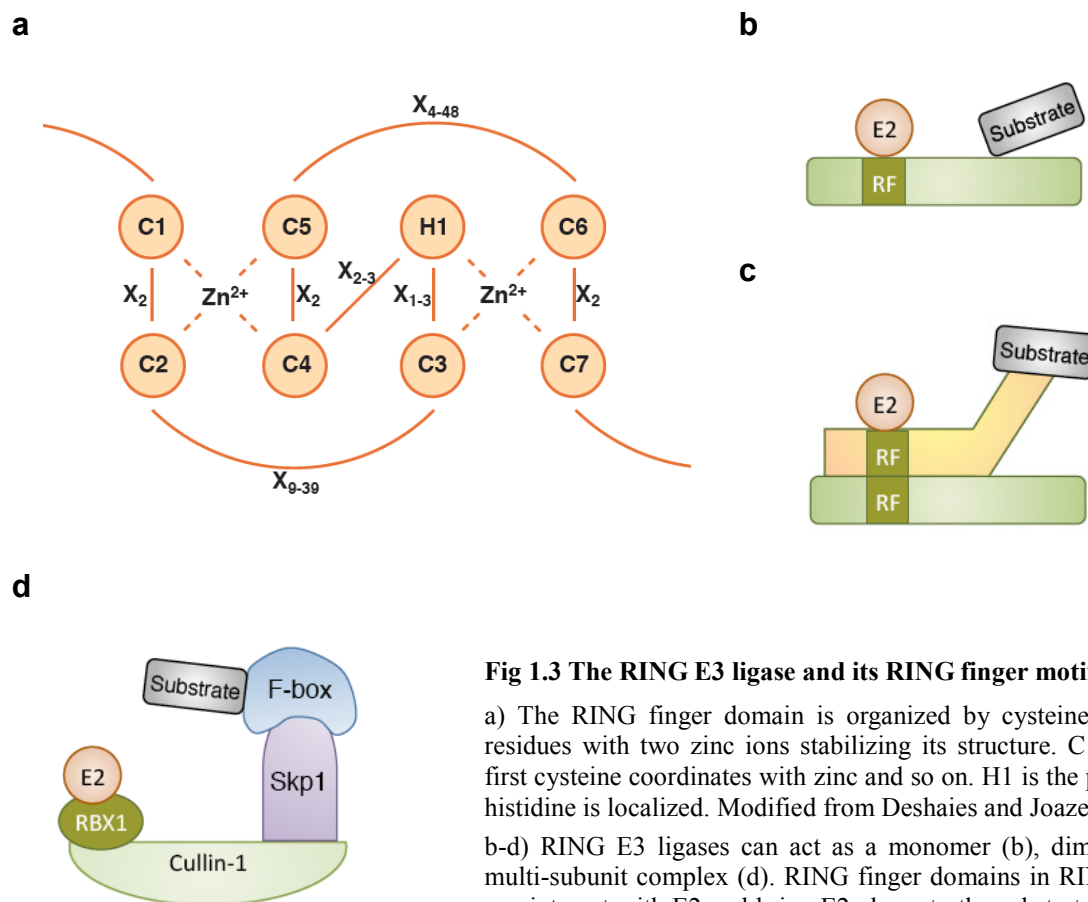 a
X4-48
C1
C5
H1
C6
X2
Zn2+
X2
X2-3
X1-3
Zn2+
X2
C2
C4
C3
C7
X9-39
b
E2
Substrate
RF
c
Substrate
E2
RF
RF
d
Substrate
F-box
E2
Skp1
RBX1
Cullin-1
Fig 1.3 The RING E3 ligase and its RING finger moti
a) The RING finger domain is organized by cysteine
residues with two zinc ions stabilizing its structure. C
first cysteine coordinates with zinc and so on. H1 is the
histidine is localized. Modified from Deshaies and Joaze
b-d) RING E3 ligases can act as a monomer (b), dim
multi-subunit complex (d). RING finger domains in RIN